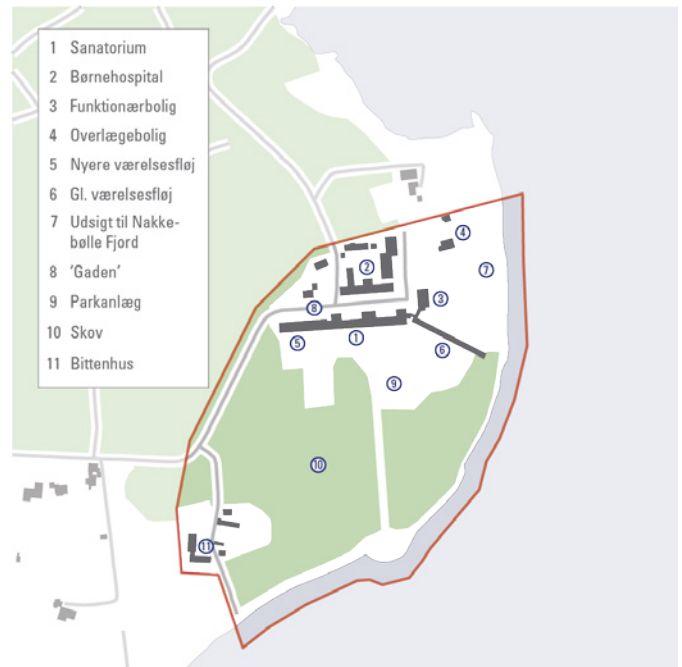 1 Sanatorium
2 Børnehospital
3 Funktionærbolig
4 Overlægebolig
5 Nyere værelsesfløj
6 Gl. værelsesfløj
7 Udsigt til Nakke-
bølle Fjord
8 'Gaden'
9 Parkanlæg
10 Skov
11 Bittenhus
4
2
7
3
8
5
1
6
9
10
11